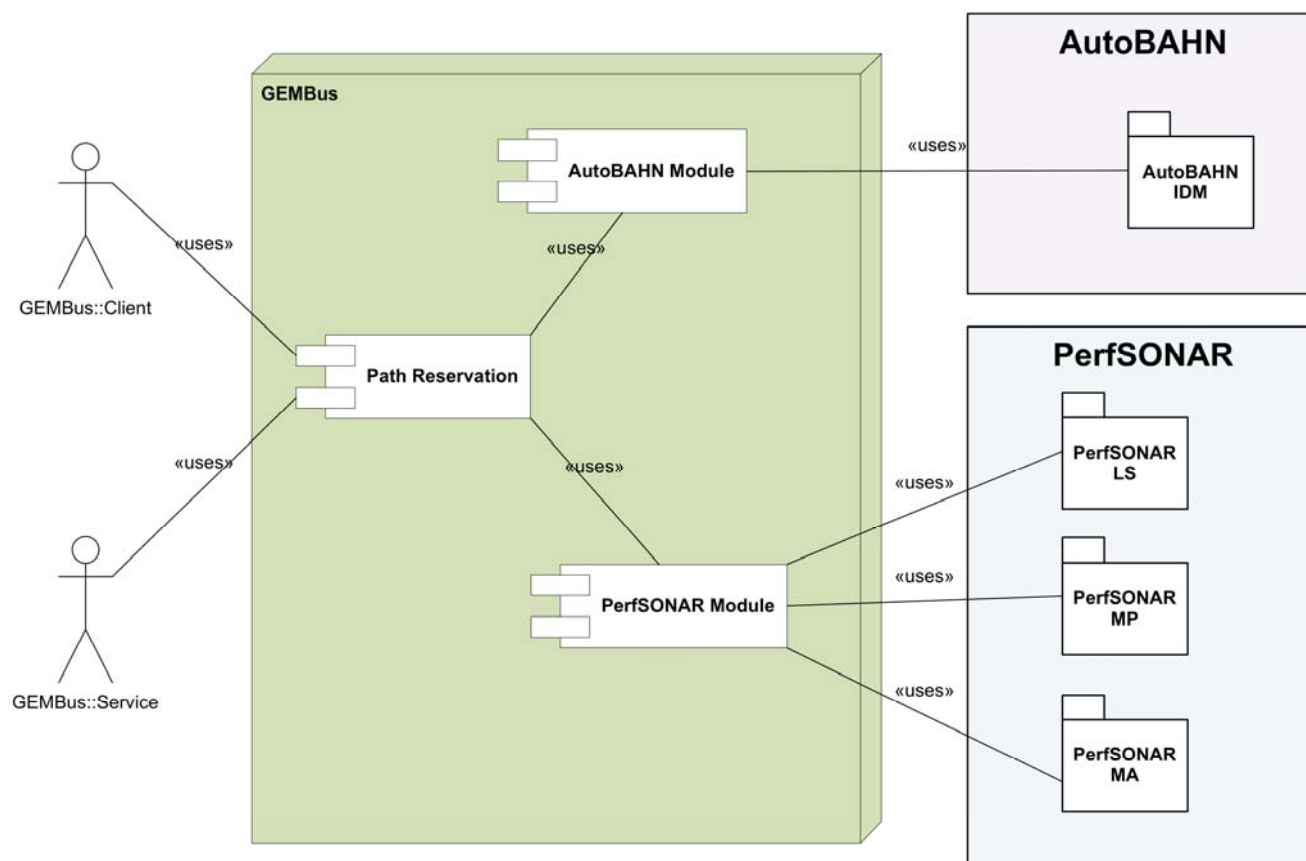 AutoBAHN
GEMBus
AutoBAHN Module
«uses»
AutoBAHN
IDM
«uses»
«uses»
GEMBus::Client
Path Reservation
PerfSONAR
«uses»
«uses»
«uses»
PerfSONAR
LS
PerfSONAR Module
«uses»
PerfSONAR
MP
GEMBus::Service
«uses»
PerfSONAR
MA